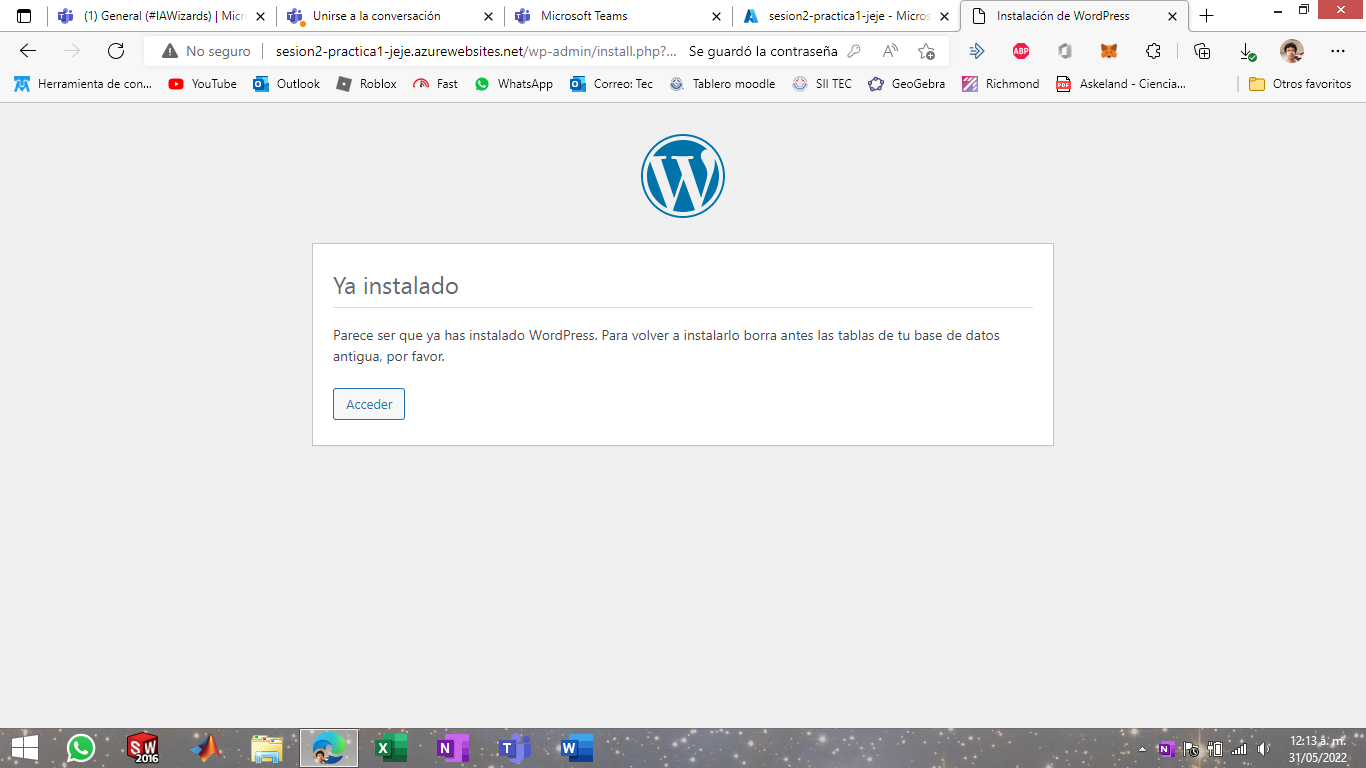 (1) General (#IAWizards) | Micr
Unirse a la conversación
Microsoft Teams
sesion2-practica1-jeje - Micros
Instalación de WordPress
No seguro
sesion2-practica1-jeje.azurewebsites.net/wp-admin/install.php?...
Se guardó la contraseña
ABP
Herramienta de con...
YouTube
Outlook
Roblox
Fast
WhatsApp
Correo: Tec
Tablero moodle
SII TEC
GeoGebra
Richmond
PDF
Askeland - Ciencia...
Otros favoritos
W
Ya instalado
Parece ser que ya has instalado WordPress. Para volver a instalarlo borra antes las tablas de tu base de datos
antigua, por favor.
Acceder
SW
2016
X
N
T
W
N
12:13 a. m.
31/05/2022